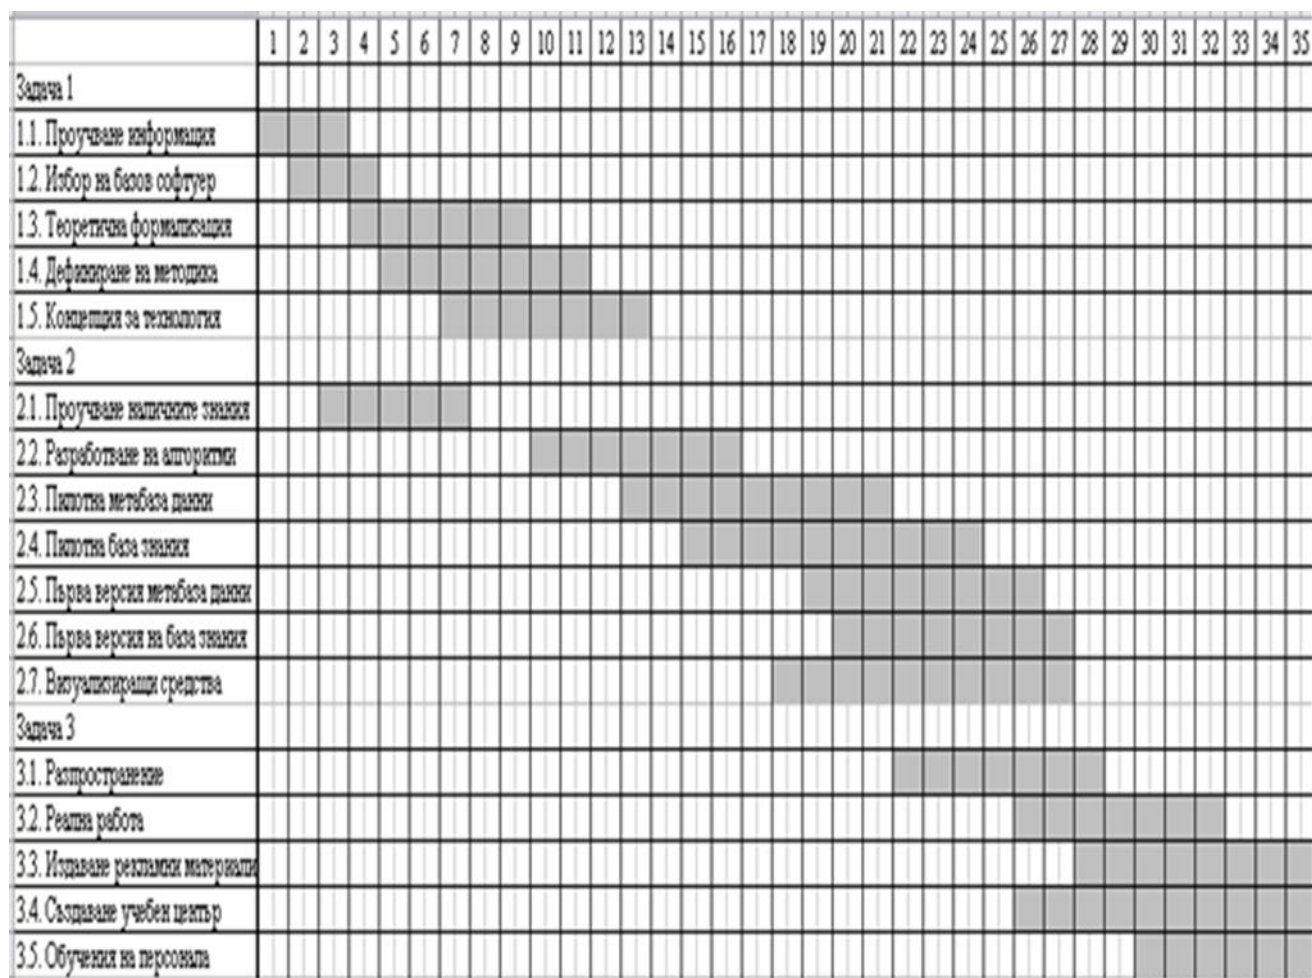 1 2 3 4 5 6 7 8 9 10 11 12 13 14 15 16 17 18 19 20 21 22 23 24 25 26 27 28 29 30 31 32 33 34 35
Задача 1
1.1. Проучване информация
1.2. Избор на базов софтуер
1.3. Теоретична формализация
1.4. Дефиниране на методика
1.5. Концепция за технология
Задача 2
2.1. Проучване наличните знания
2.2. Разработване на алгоритми
2.3. Пилотна метабаза данни
2.4. Пилотна база знания
2.5. Първа версия метабаза данни
2.6. Първа версия на база знания
2.7. Визуализиращи средства
Задача 3
3.1. Разпространение
3.2. Реална работа
3.3. Издаване рекламни материали
3.4. Създаване учебен център
3.5. Обучения на персонала